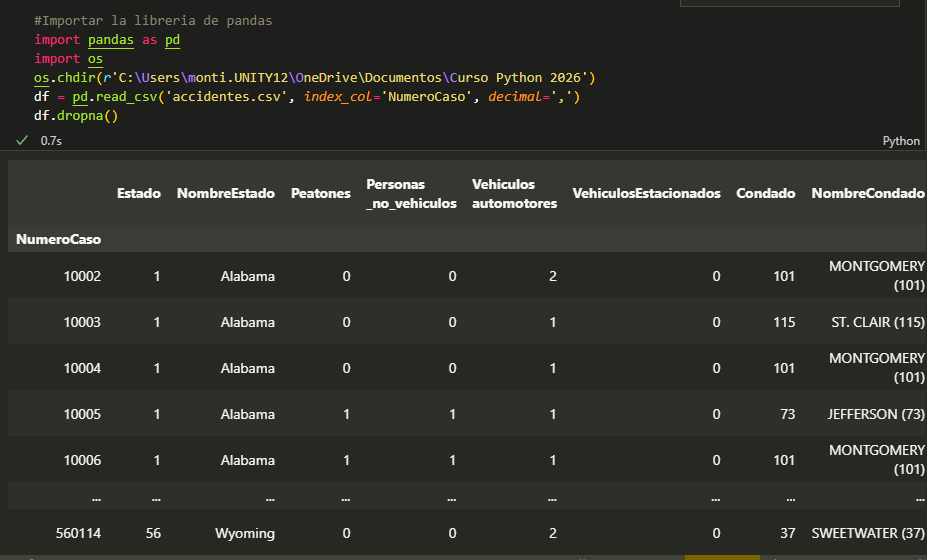 #Importar la libreria de pandas
import pandas as pd
import os
os.chdir(r'C:\Users\monti.UNITY12\OneDrive\Documentos\Curso Python 2026')
df = pd.read_csv('accidentes.csv', index_col='NumeroCaso', decimal=',')
df.dropna()
✓ 0.7s Python
Estado NombreEstado Peatones Personas _no_vehiculos Vehiculos automotores VehiculosEstacionados Condado NombreCondado
NumeroCaso
10002 1 Alabama 0 0 2 0 101 MONTGOMERY (101)
10003 1 Alabama 0 0 1 0 115 ST. CLAIR (115)
10004 1 Alabama 0 0 1 0 101 MONTGOMERY (101)
10005 1 Alabama 1 1 1 0 73 JEFFERSON (73)
10006 1 Alabama 1 1 1 0 101 MONTGOMERY (101)
... ... ... ... ... ... ... ... ...
560114 56 Wyoming 0 0 2 0 37 SWEETWATER (37)